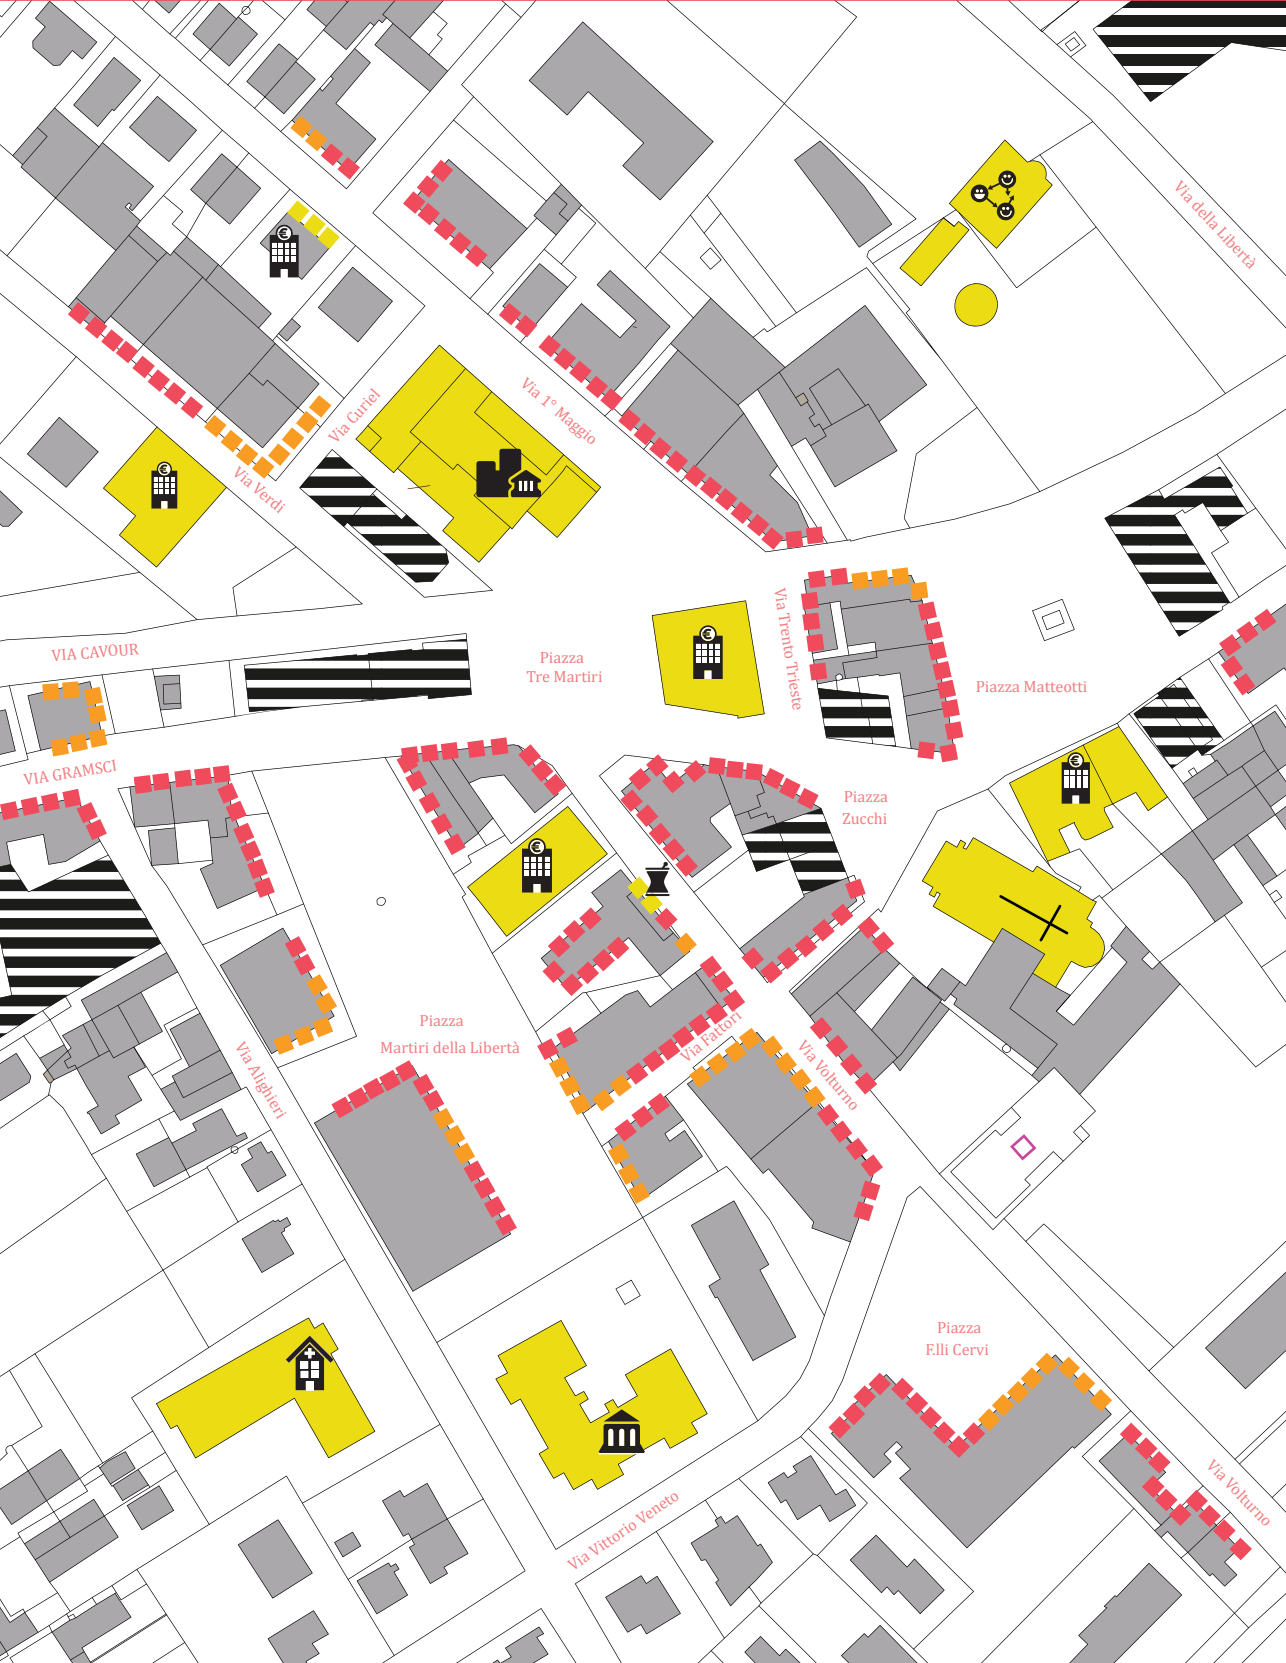 Via della Libertà
Via 1° Maggio
Via Curiel
Via Verdi
VIA CAVOUR
Piazza
Tre Martiri
Via Trento Trieste
Piazza Matteotti
VIA GRAMSCI
Piazza
Zucchi
Piazza
Martiri della Libertà
Via Fattori
Via Volturno
Via Alighieri
Piazza
F.lli Cervi
Via Vittorio Veneto
Via Volturno
€
€
€
€
€